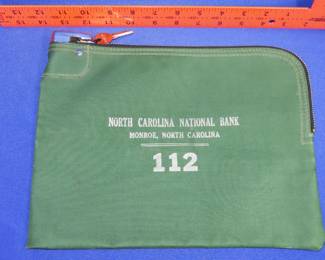 NORTH CAROLINA NATIONAL BANK
MONROE, NORTH CAROLINA
112